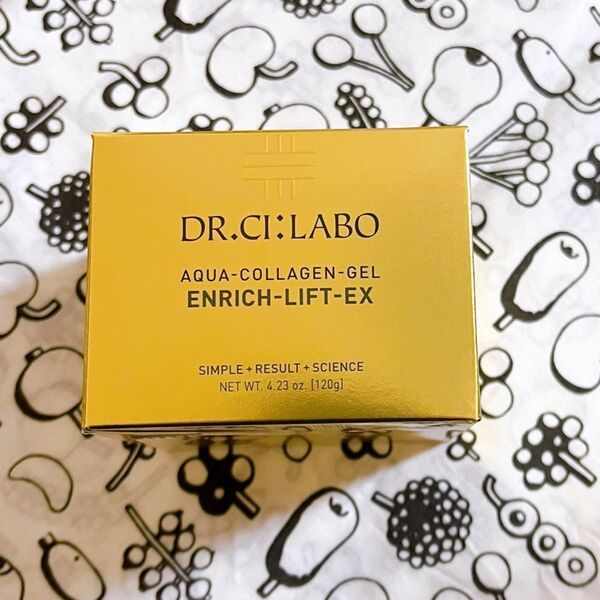 DR.CI:LABO
AQUA-COLLAGEN-GEL
ENRICH-LIFT-EX
SIMPLE+RESULT+SCIENCE
NET WT. 4.23 oz. [120g]